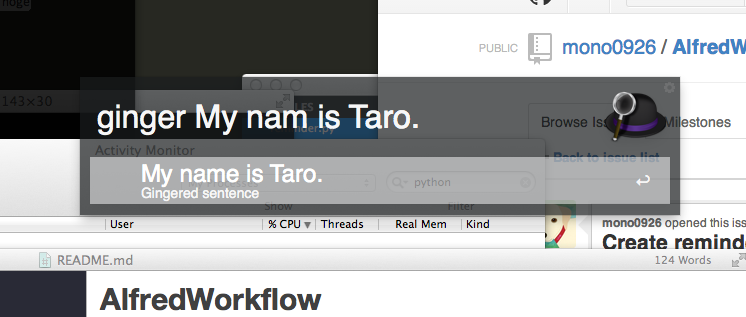 hoge
PUBLIC mono0926 / AlfredW
143×30
ginger My nam is Taro.
Browse Iss Milestones
Activity Monitor
Back to issue list
My name is Taro.
python
Gingered sentence
Show
Filter
User % CPU ▼ Threads Real Mem Kind
mono0926 opened this iss
Create remind
README.md 124 Words
AlfredWorkflow